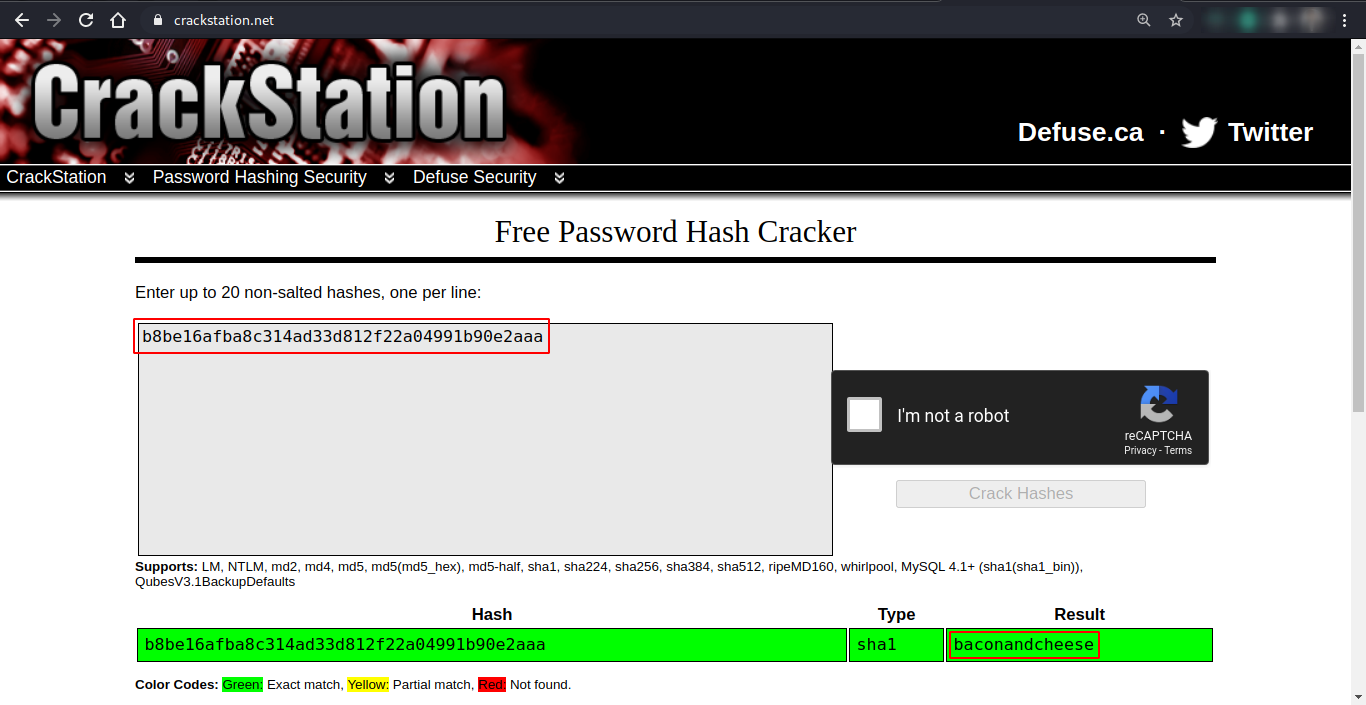 crackstation.net
CrackStation
Defuse.ca · Twitter
CrackStation Password Hashing Security Defuse Security
Free Password Hash Cracker
Enter up to 20 non-salted hashes, one per line:
b8be16afba8c314ad33d812f22a04991b90e2aaa
I'm not a robot
reCAPTCHA
Privacy - Terms
Crack Hashes
Supports: LM, NTLM, md2, md4, md5, md5(md5_hex), md5-half, sha1, sha224, sha256, sha384, sha512, ripeMD160, whirlpool, MySQL 4.1+ (sha1(sha1_bin)),
QubesV3.1BackupDefaults
Hash Type Result
b8be16afba8c314ad33d812f22a04991b90e2aaa sha1 baconandcheese
Color Codes: Green: Exact match, Yellow: Partial match, Red: Not found.